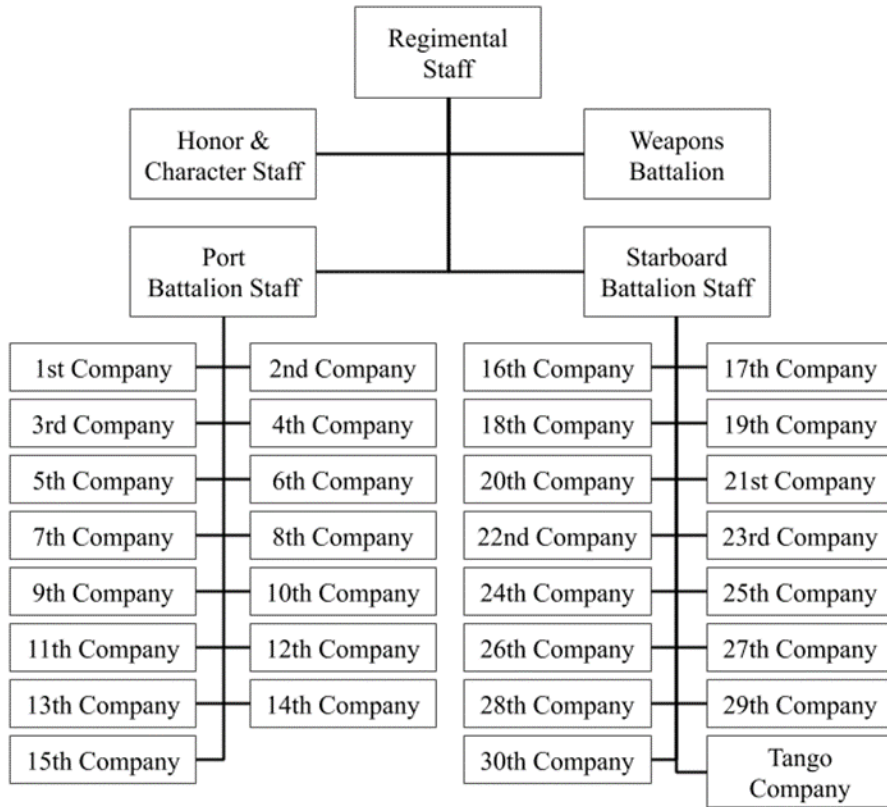 Regimental
Staff
Honor &
Character Staff
Weapons
Battalion
Port
Battalion Staff
Starboard
Battalion Staff
1st Company
2nd Company
16th Company
17th Company
3rd Company
4th Company
18th Company
19th Company
5th Company
6th Company
20th Company
21st Company
7th Company
8th Company
22nd Company
23rd Company
9th Company
10th Company
24th Company
25th Company
11th Company
12th Company
26th Company
27th Company
13th Company
14th Company
28th Company
29th Company
15th Company
30th Company
Tango
Company